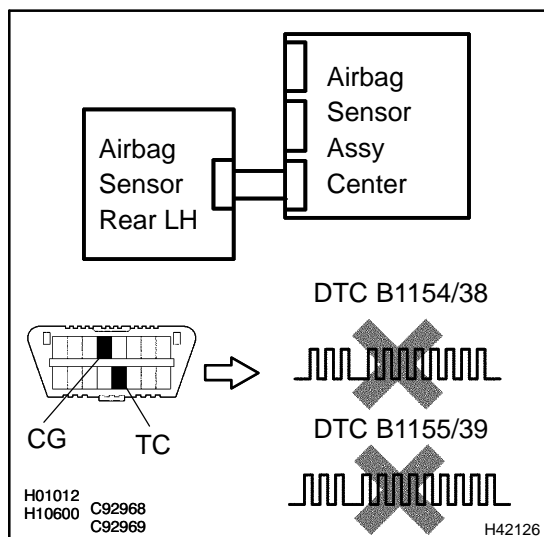 Airbag
Sensor
Assy
Center
Airbag
Sensor
Rear LH
DTC B1154/38
CG
TC
DTC B1155/39
H01012
H10600
C92968
C92969
H42126